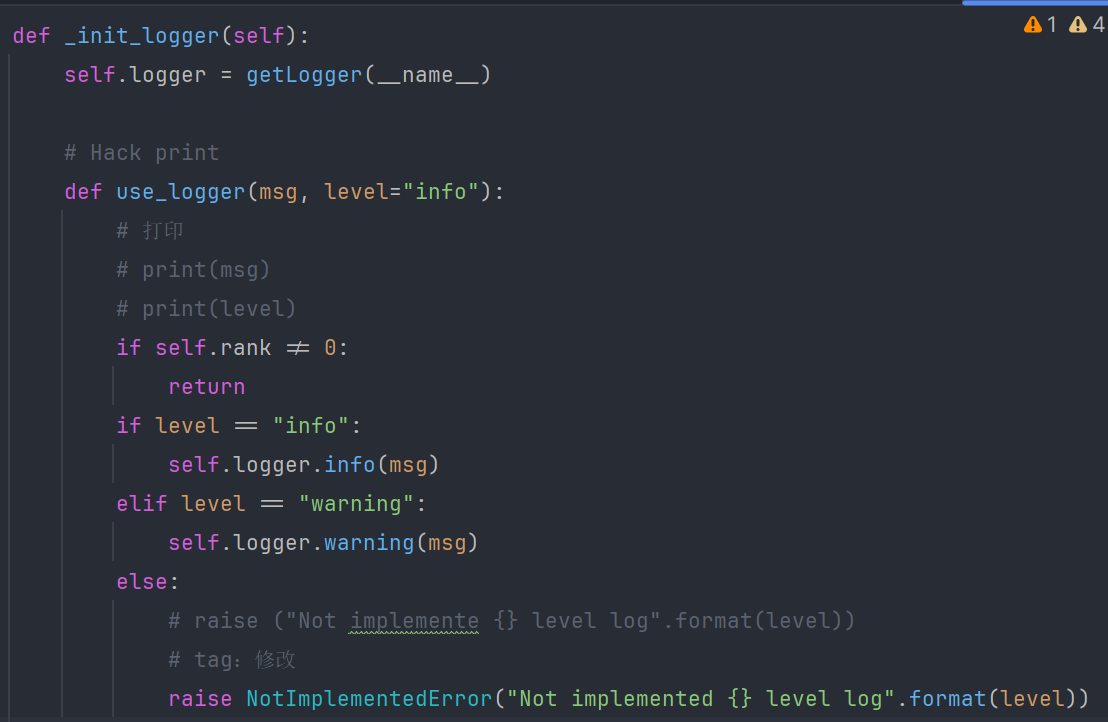 1 4
def _init_logger(self):
    self.logger = getLogger(__name__)

    # Hack print
    def use_logger(msg, level="info"):
        # 打印
        # print(msg)
        # print(level)
        if self.rank != 0:
            return
        if level == "info":
            self.logger.info(msg)
        elif level == "warning":
            self.logger.warning(msg)
        else:
            # raise ("Not implemente {} level log".format(level))
            # tag: 修改
            raise NotImplementedError("Not implemented {} level log".format(level))